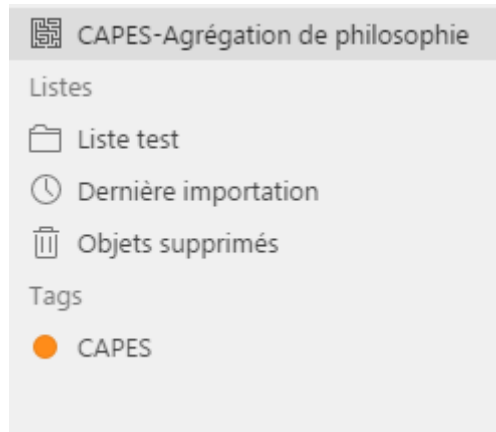 CAPES-Agrégation de philosophie
Listes
Liste test
Dernière importation
Objets supprimés
Tags
CAPES